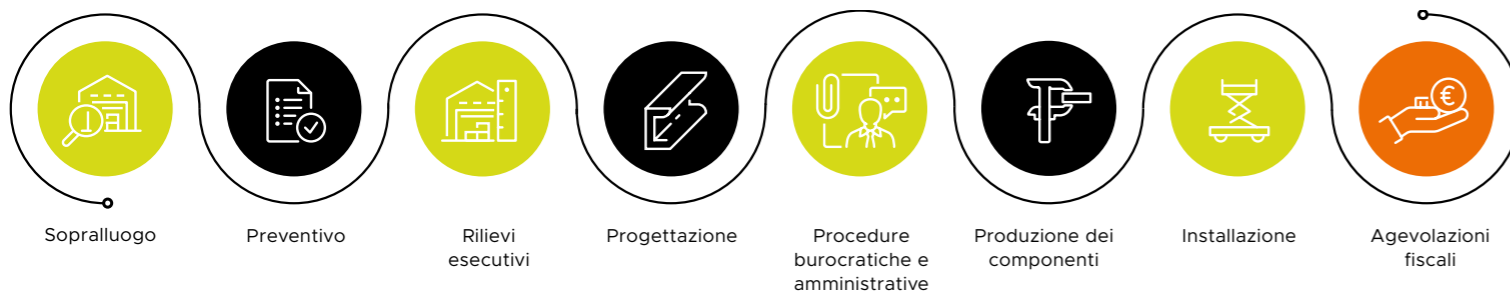 €
Sopralluogo
Preventivo
Rilievi
esecutivi
Progettazione
Procedure
burocratiche e
amministrative
Produzione dei
componenti
Installazione
Agevolazioni
fiscali